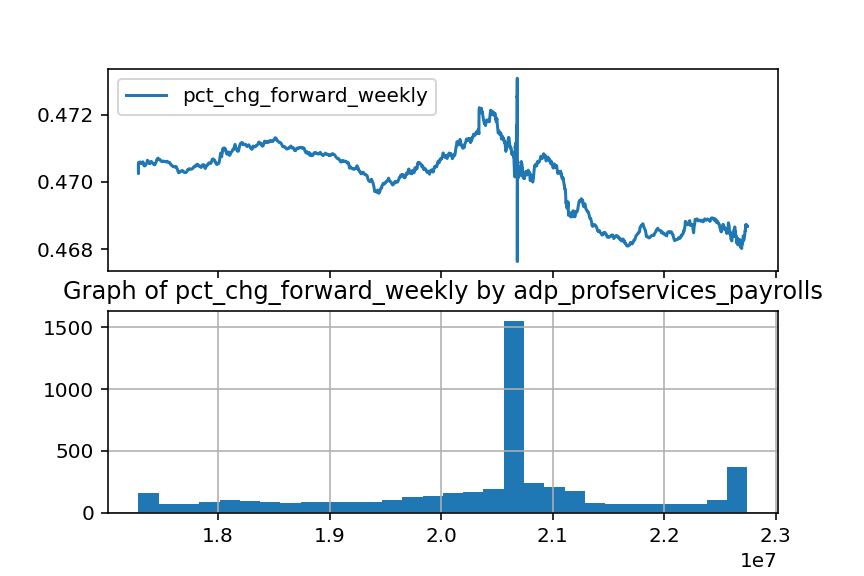 pct_chg_forward_weekly
0.472
0.470
0.468
Graph of pct_chg_forward_weekly by adp_profservices_payrolls
1500
1000
500
0
1.8 1.9 2.0 2.1 2.2 2.3
1e7